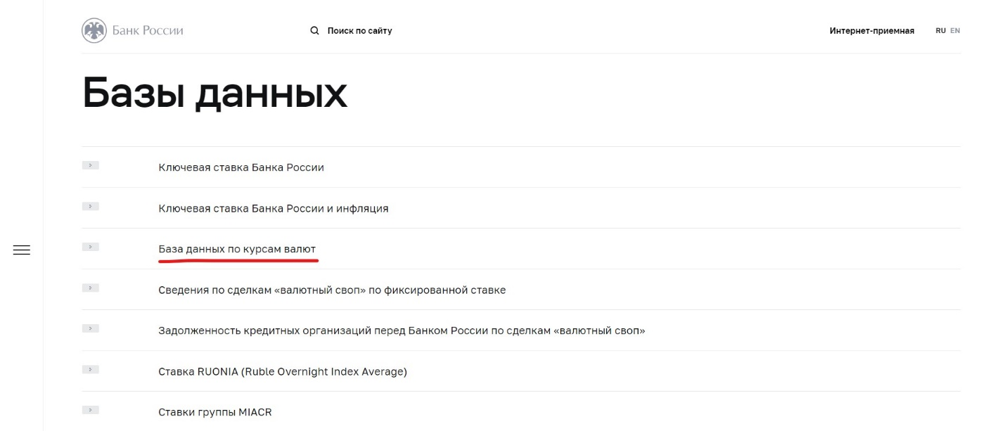 Банк России
Поиск по сайту
Интернет-приемная
RU EN
Базы данных
Ключевая ставка Банка России
Ключевая ставка Банка России и инфляция
База данных по курсам валют
Сведения по сделкам «валютный своп» по фиксированной ставке
Задолженность кредитных организаций перед Банком России по сделкам «валютный своп»
Ставка RUONIA (Ruble Overnight Index Average)
Ставки группы MIACR